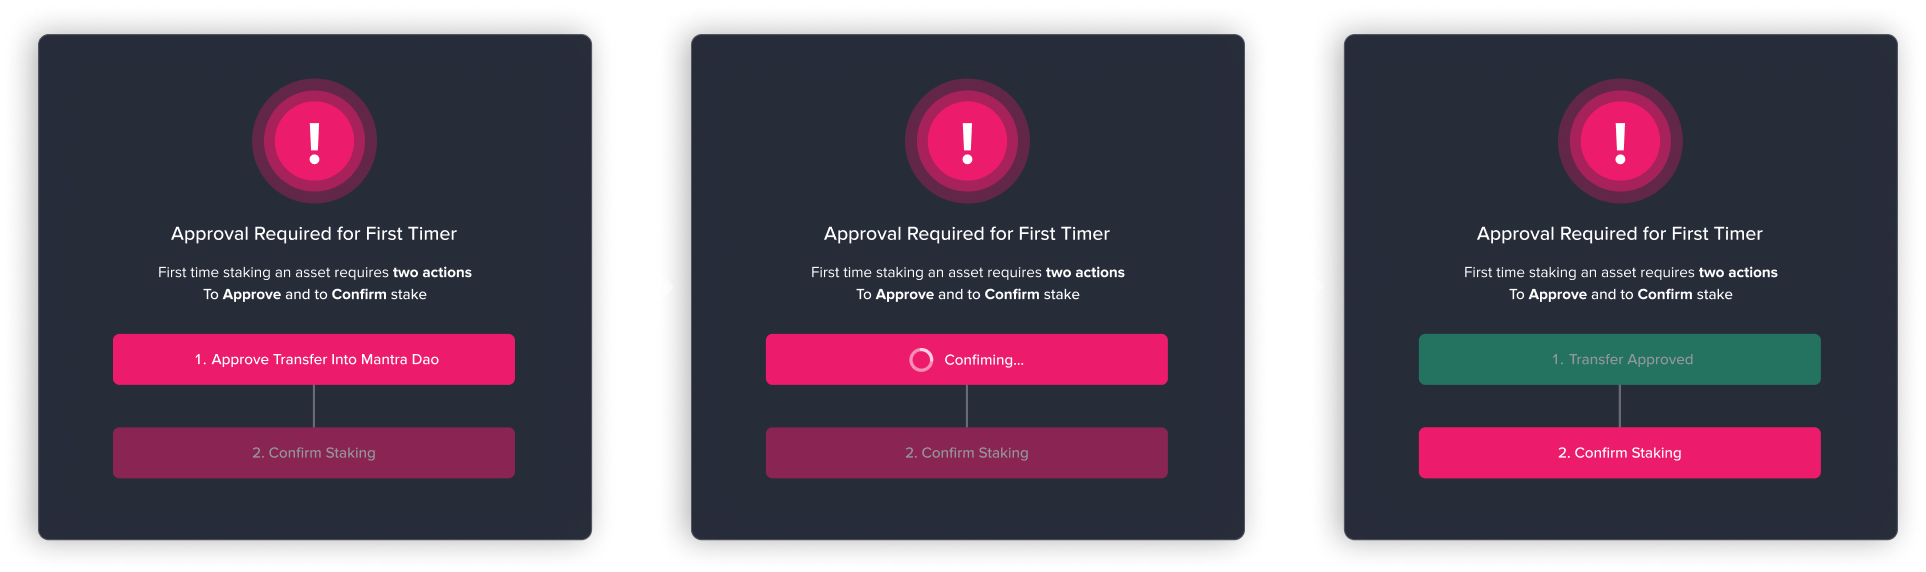 !
Approval Required for First Timer
First time staking an asset requires two actions
To Approve and to Confirm stake
1. Approve Transfer Into Mantra Dao
2. Confirm Staking
!
Approval Required for First Timer
First time staking an asset requires two actions
To Approve and to Confirm stake
Confiming...
2. Confirm Staking
!
Approval Required for First Timer
First time staking an asset requires two actions
To Approve and to Confirm stake
1. Transfer Approved
2. Confirm Staking